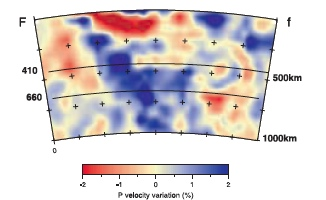 F f
410
500km
660
1000km
0
-2 -1 0 1 2
P velocity variation (%)